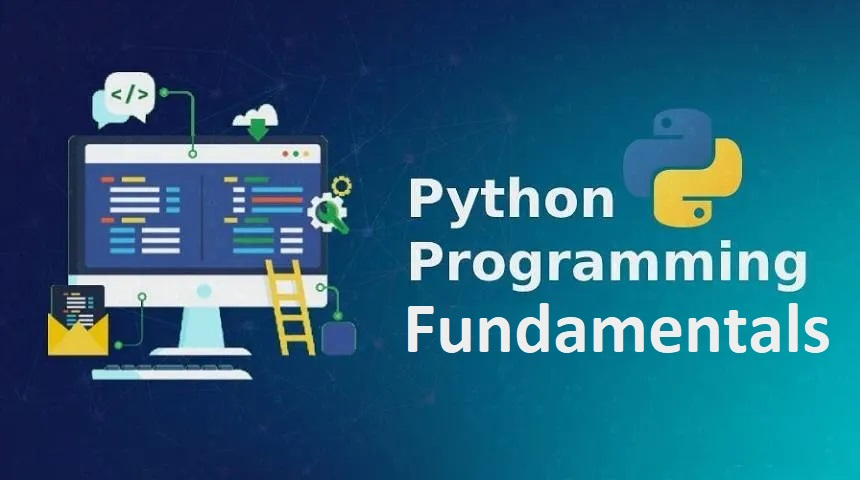 </>
Python
Programming
Fundamentals